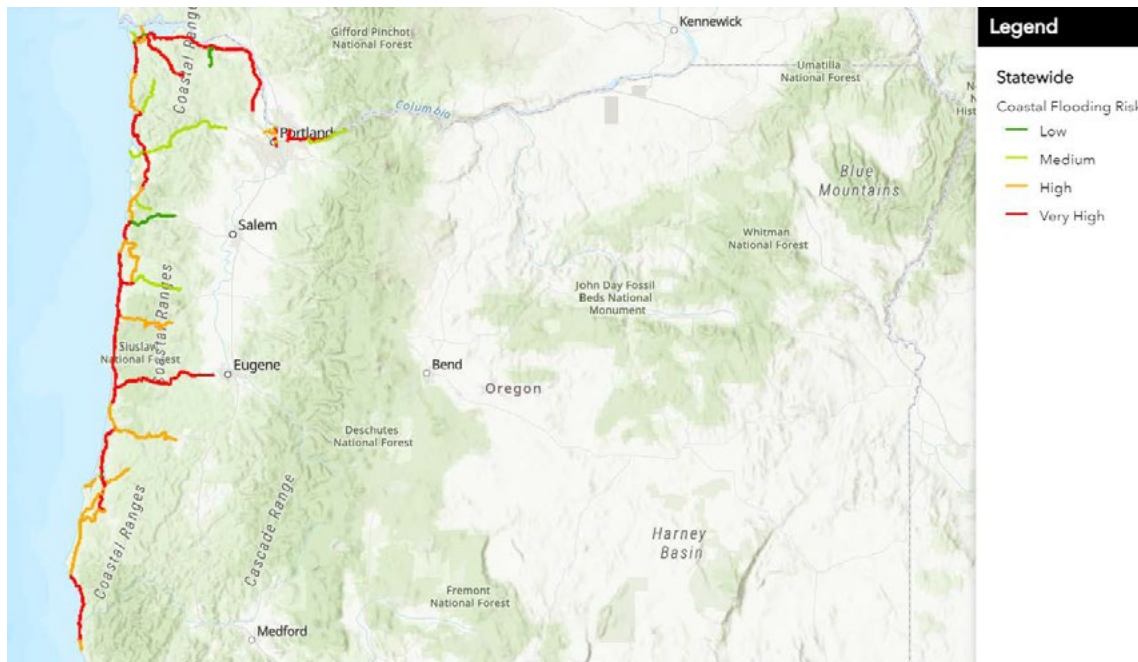 Gifford Pinchot
National Forest
Kennewick
Legend
Coastal Ranges
Umatilla
National Forest
Statewide
Coastal Flooding Risk
Low
Medium
High
Very High
Columbia
Portland
Blue
Mountains
Salem
Whitman
National Forest
John Day Fossil
Beds National
Monument
Coastal Ranges
Siuslaw
National Forest
Eugene
Bend
Oregon
Deschutes
National Forest
Coastal Ranges
Cascade Range
Harney
Basin
Fremont
National Forest
Medford